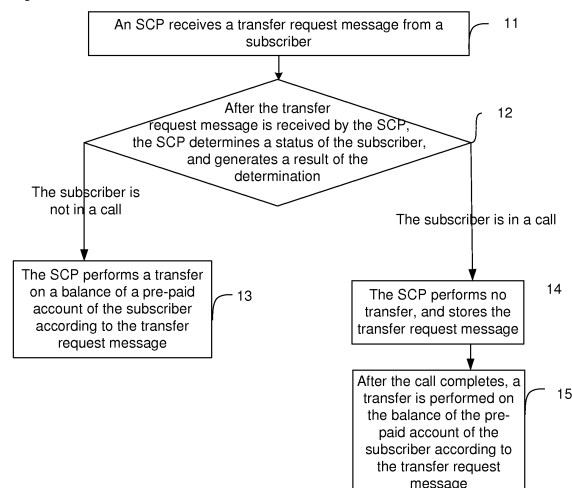 An SCP receives a transfer request message from a
subscriber
11
After the transfer
request message is received by the SCP,
the SCP determines a status of the subscriber,
and generates a result of the
determination
12
The subscriber is
not in a call
The subscriber is in a call
The SCP performs a transfer
on a balance of a pre-paid
account of the subscriber
according to the transfer
request message
13
The SCP performs no
transfer, and stores the
transfer request message
14
After the call completes, a
transfer is performed on
the balance of the pre-
paid account of the
subscriber according to
the transfer request
message
15